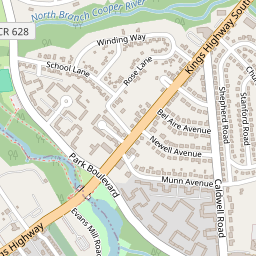 North Branch Cooper River
CR 628
Winding Way
Kings Highway South
School Lane
Rose Lane
Bel Aire Avenue
Shepherd Road
Stanford Road
Newell Avenue
Park Boulevard
Munn Avenue
Caldwell Road
Evans Mill Road
Highway